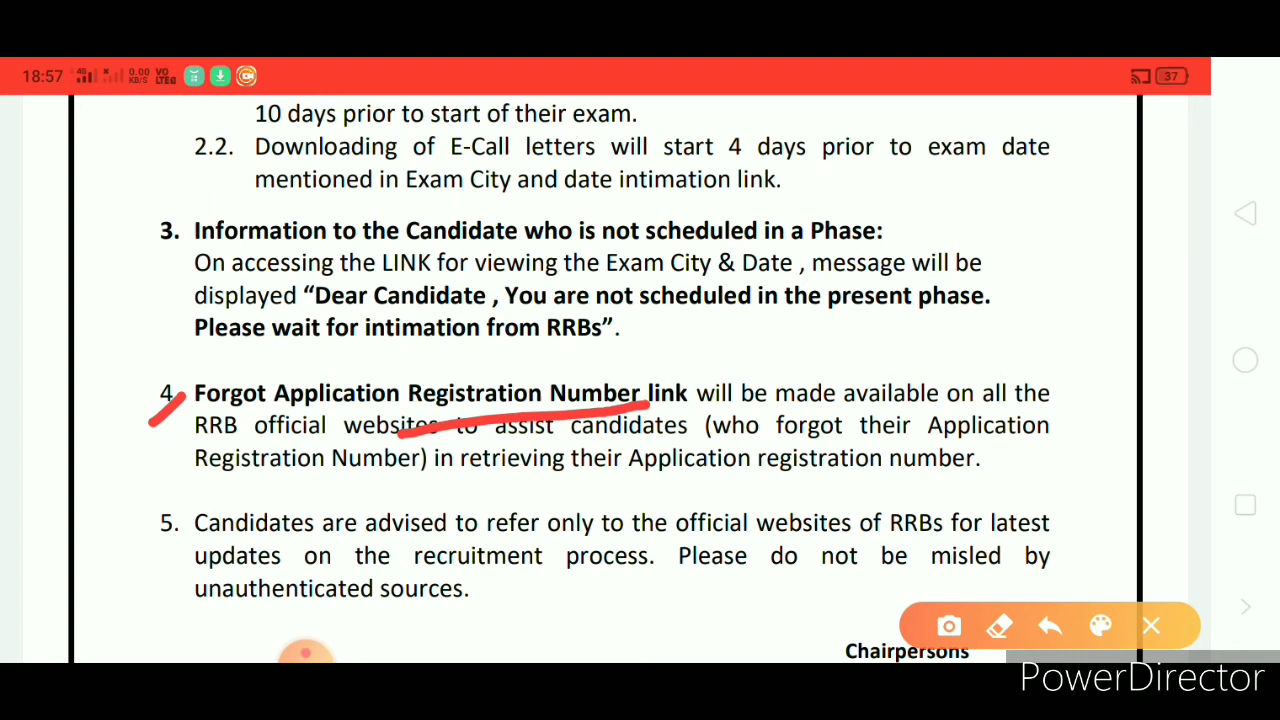 18:57 4G 0.00 KB/S VO LTE 37
10 days prior to start of their exam.
2.2. Downloading of E-Call letters will start 4 days prior to exam date
mentioned in Exam City and date intimation link.
3. Information to the Candidate who is not scheduled in a Phase:
On accessing the LINK for viewing the Exam City & Date , message will be
displayed “Dear Candidate , You are not scheduled in the present phase.
Please wait for intimation from RRBs”.
4. Forgot Application Registration Number link will be made available on all the
RRB official websites to assist candidates (who forgot their Application
Registration Number) in retrieving their Application registration number.
5. Candidates are advised to refer only to the official websites of RRBs for latest
updates on the recruitment process. Please do not be misled by
unauthenticated sources.
Chairpersons
PowerDirector